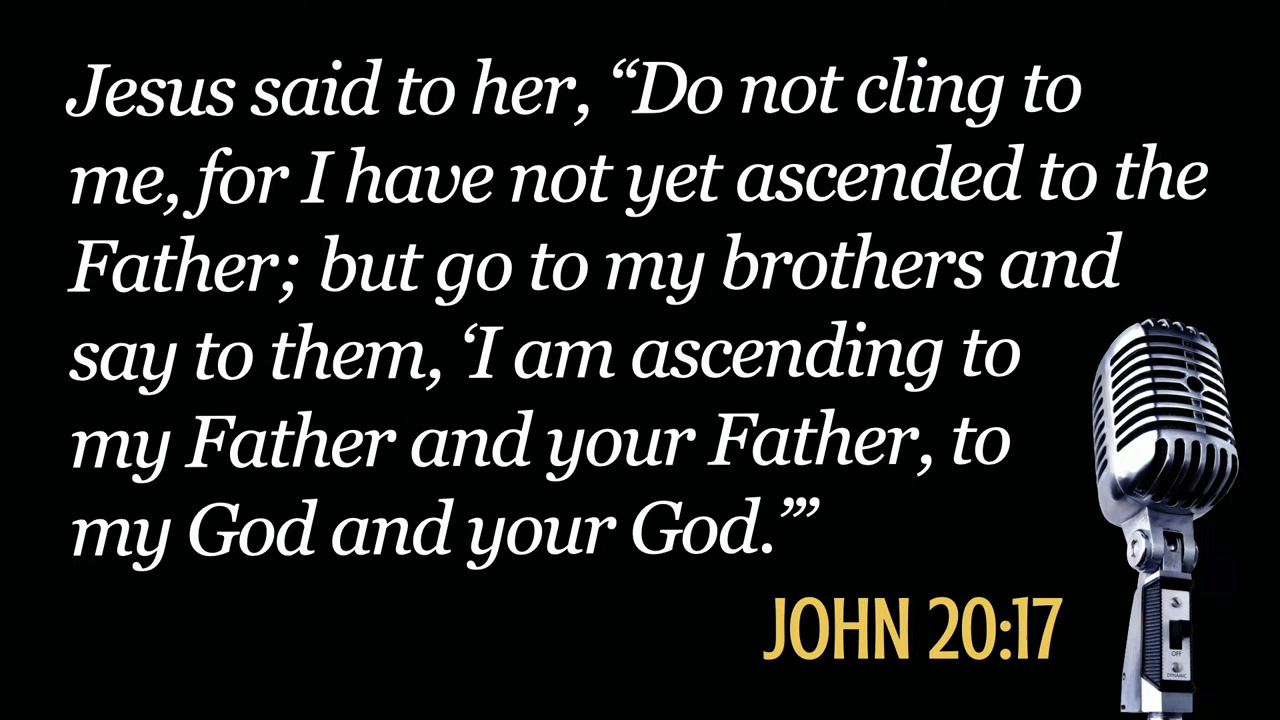 Jesus said to her, “Do not cling to
me, for I have not yet ascended to the
Father; but go to my brothers and
say to them, ‘I am ascending to
my Father and your Father, to
my God and your God.’”
JOHN 20:17
OFF
DYNAMIC